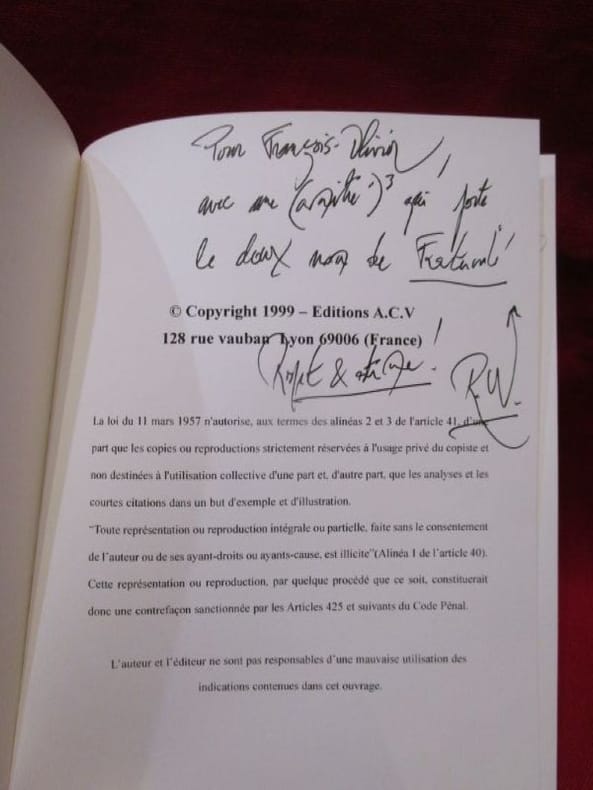 Pour François-Olivier,
avec une (amitié)³ qui porte
le doux nom de Fraternité
© Copyright 1999 – Editions A.C.V
128 rue vauban Lyon 69006 (France) !
Respect & estime.
R.W.
La loi du 11 mars 1957 n'autorise, aux termes des alinéas 2 et 3 de l'article 41, d'une
part que les copies ou reproductions strictement réservées à l'usage privé du copiste et
non destinées à l'utilisation collective d'une part et, d'autre part, que les analyses et les
courtes citations dans un but d'exemple et d'illustration.
"Toute représentation ou reproduction intégrale ou partielle, faite sans le consentement
de l'auteur ou de ses ayant-droits ou ayants-cause, est illicite"(Alinéa 1 de l'article 40).
Cette représentation ou reproduction, par quelque procédé que ce soit, constituerait
donc une contrefaçon sanctionnée par les Articles 425 et suivants du Code Pénal.
L'auteur et l'éditeur ne sont pas responsables d'une mauvaise utilisation des
indications contenues dans cet ouvrage.